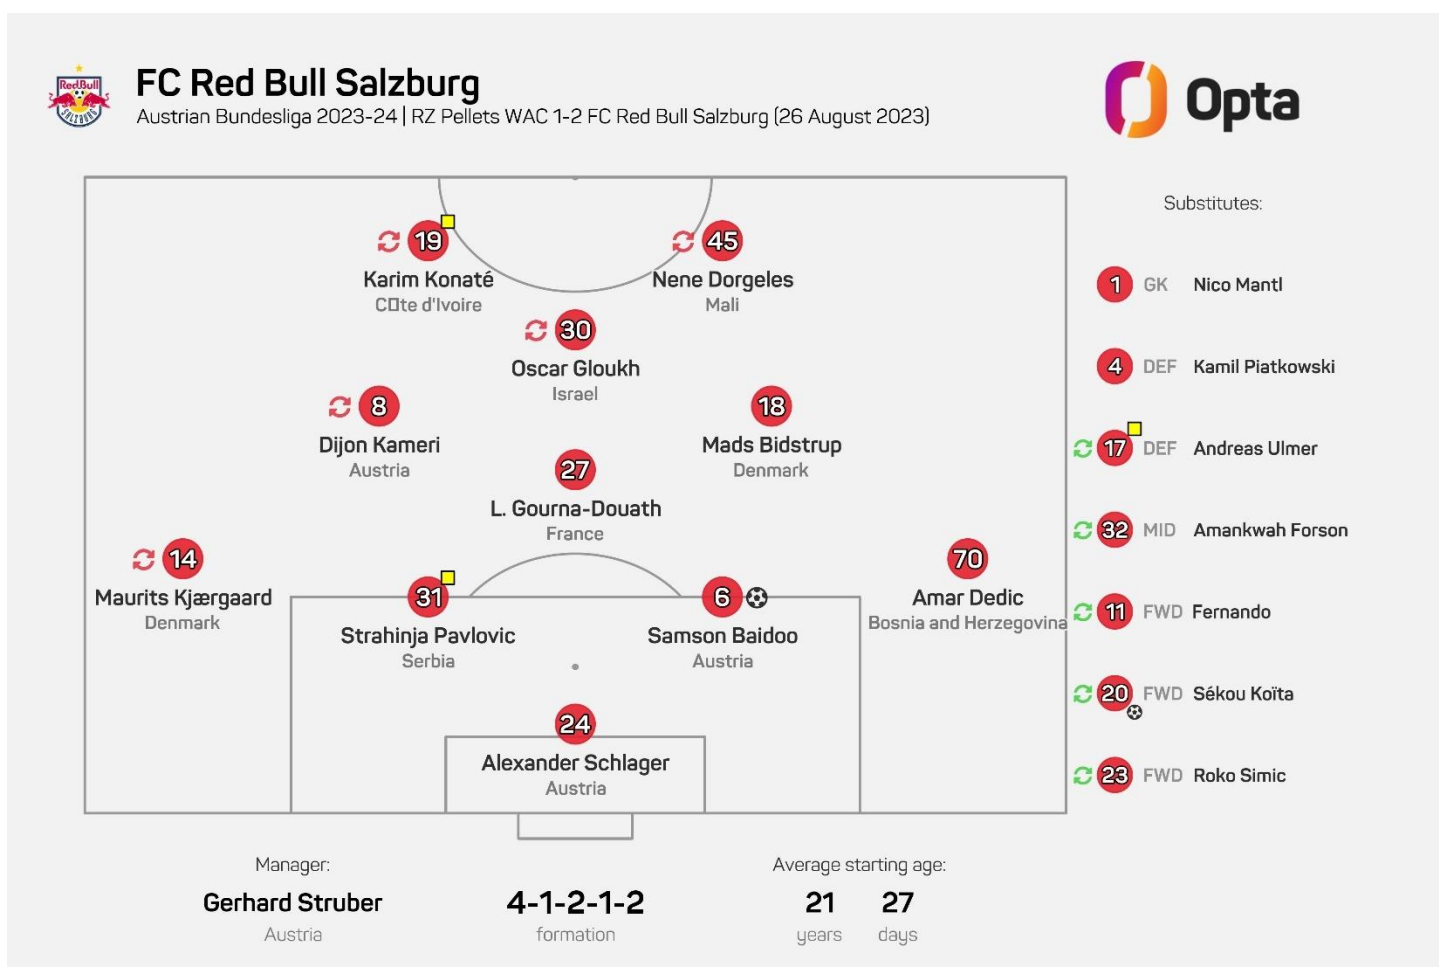 RedBull
SALZBURG
FC Red Bull Salzburg
Austrian Bundesliga 2023-24 | RZ Pellets WAC 1-2 FC Red Bull Salzburg (26 August 2023)
Opta
Substitutes:
19
Karim Konaté
C□te d'Ivoire
45
Nene Dorgeles
Mali
30
Oscar Gloukh
Israel
8
Dijon Kameri
Austria
18
Mads Bidstrup
Denmark
27
L. Gourna-Douath
France
14
Maurits Kjærgaard
Denmark
31
Strahinja Pavlovic
Serbia
6
Samson Baidoo
Austria
70
Amar Dedic
Bosnia and Herzegovina
24
Alexander Schlager
Austria
1 GK Nico Mantl
4 DEF Kamil Piatkowski
17 DEF Andreas Ulmer
32 MID Amankwah Forson
11 FWD Fernando
20 FWD Sékou Koïta
23 FWD Roko Simic
Manager:
Gerhard Struber
Austria
4-1-2-1-2
formation
Average starting age:
21 27
years days